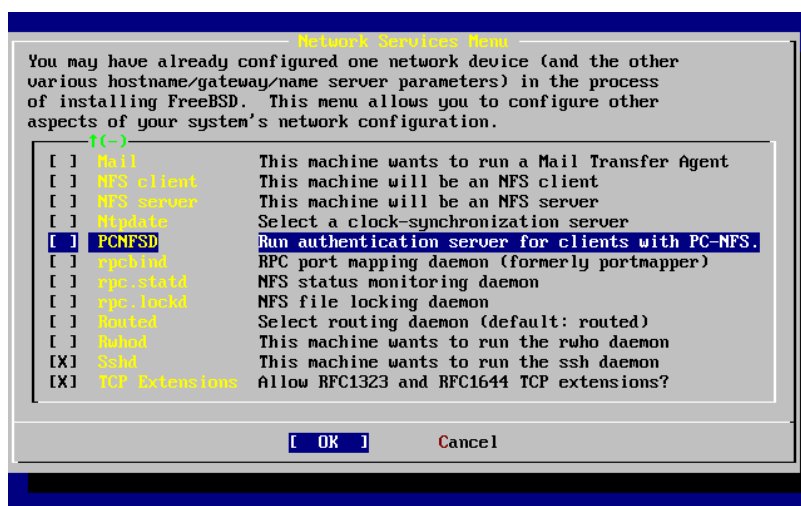 Network Services Menu
You may have already configured one network device (and the other
various hostname/gateway/name server parameters) in the process
of installing FreeBSD.  This menu allows you to configure other
aspects of your system's network configuration.
↑(-)
[ ] Mail This machine wants to run a Mail Transfer Agent
[ ] NFS client This machine will be an NFS client
[ ] NFS server This machine will be an NFS server
[ ] Ntpdate Select a clock-synchronization server
[ ] PCNFSD Run authentication server for clients with PC-NFS.
[ ] rpcbind RPC port mapping daemon (formerly portmapper)
[ ] rpc.statd NFS status monitoring daemon
[ ] rpc.lockd NFS file locking daemon
[ ] Routed Select routing daemon (default: routed)
[ ] Rwhod This machine wants to run the rwho daemon
[X] Sshd This machine wants to run the ssh daemon
[X] TCP Extensions Allow RFC1323 and RFC1644 TCP extensions?
[ OK ] Cancel